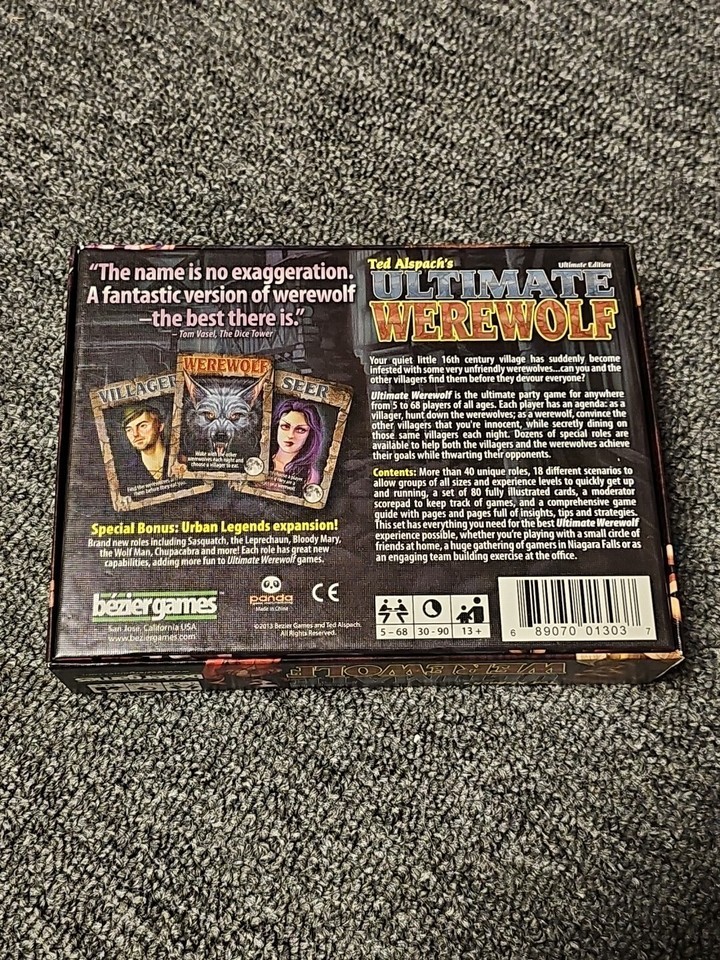 “The name is no exaggeration.
A fantastic version of werewolf
—the best there is.”
– Tom Vasel, The Dice Tower
VILLAGER
WEREWOLF
SEER
Wake with the other
werewolves each night and
choose a villager to eat.
Special Bonus: Urban Legends expansion!
Brand new roles including Sasquatch, the Leprechaun, Bloody Mary,
the Wolf Man, Chupacabra and more! Each role has great new
capabilities, adding more fun to Ultimate Werewolf games.
béziergames
San Jose, California USA
www.beziergames.com
panda
Made in China
CE
©2013 Bézier Games and Ted Alspach.
All Rights Reserved.
Ted Alspach's
Ultimate Edition
ULTIMATE
WEREWOLF
Your quiet little 16th century village has suddenly become
infested with some very unfriendly werewolves...can you and the
other villagers find them before they devour everyone?
Ultimate Werewolf is the ultimate party game for anywhere
from 5 to 68 players of all ages. Each player has an agenda: as a
villager, hunt down the werewolves; as a werewolf, convince the
other villagers that you're innocent, while secretly dining on
those same villagers each night. Dozens of special roles are
available to help both the villagers and the werewolves achieve
their goals while thwarting their opponents.
Contents: More than 40 unique roles, 18 different scenarios to
allow groups of all sizes and experience levels to quickly get up
and running, a set of 80 fully illustrated cards, a moderator
scorepad to keep track of games, and a comprehensive game
guide with pages and pages full of insights, tips and strategies.
This set has everything you need for the best Ultimate Werewolf
experience possible, whether you're playing with a small circle of
friends at home, a huge gathering of gamers in Niagara Falls or as
an engaging team building exercise at the office.
5 – 68 30 - 90 13 +
6 89070 01303 7
WEREWOLF